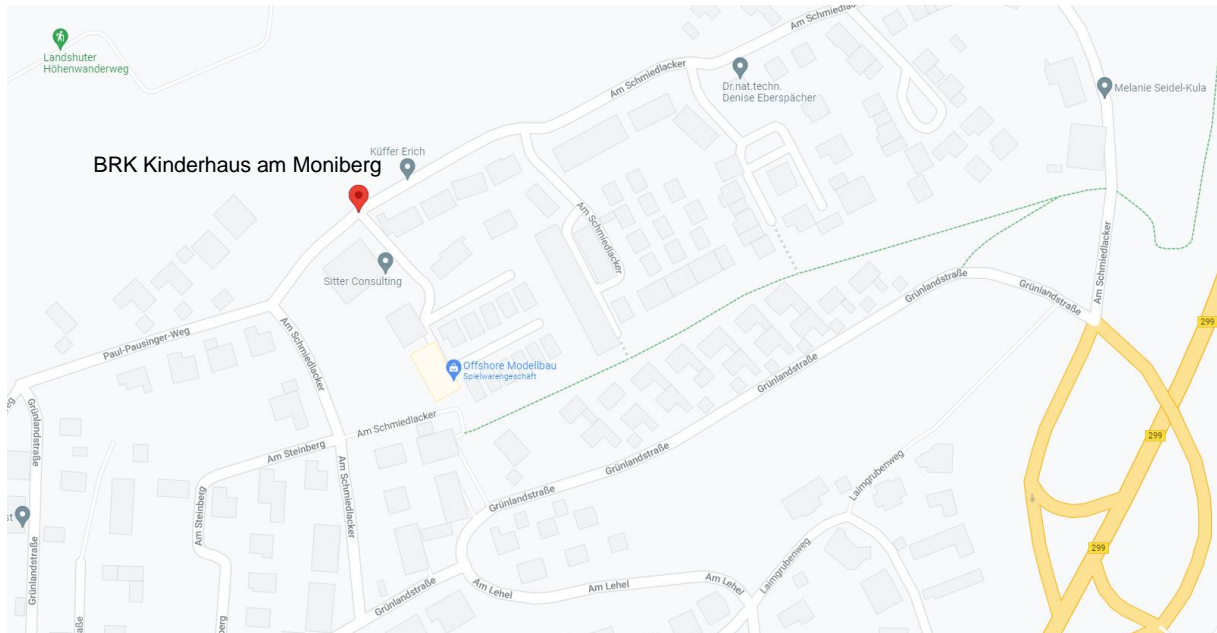 Am Schmiedlacker
Landshuter
Höhenwanderweg
Am Schmiedlacker
Dr.nat.techn.
Denise Eberspächer
Melanie Seidel-Kula
Küffer Erich
BRK Kinderhaus am Moniberg
Am Schmiedlacker
Sitter Consulting
Grünlandstraße
Grünlandstraße
Am Schmiedlacker
299
Paul-Pausinger-Weg
Am Schmiedlacker
Offshore Modellbau
Spielwarengeschäft
Grünlandstraße
Grünlandstraße
Am Schmiedlacker
Am Steinberg
299
Grünlandstraße
Laimgrubenweg
Am Steinberg
Am Schmiedlacker
Grünlandstraße
299
Grünlandstraße
Grünlandstraße
Am Lehel
Am Lehel
Am Lehel
Laimgrubenweg